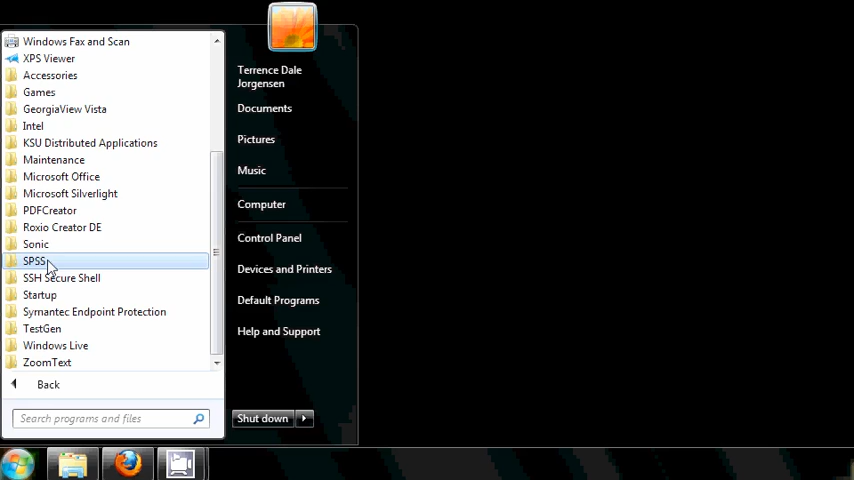 Windows Fax and Scan
XPS Viewer
Accessories
Games
GeorgiaView Vista
Intel
KSU Distributed Applications
Maintenance
Microsoft Office
Microsoft Silverlight
PDFCreator
Roxio Creator DE
Sonic
SPSS
SSH Secure Shell
Startup
Symantec Endpoint Protection
TestGen
Windows Live
ZoomText
Back
Search programs and files
Terrence Dale
Jorgensen
Documents
Pictures
Music
Computer
Control Panel
Devices and Printers
Default Programs
Help and Support
Shut down